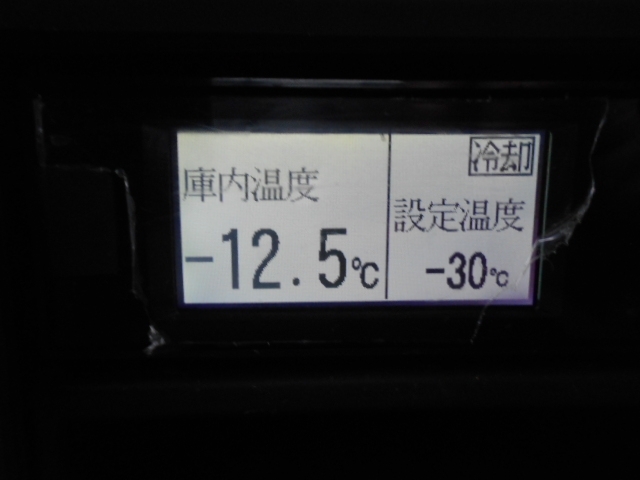 庫内温度
-12.5℃
冷却
設定温度
-30℃